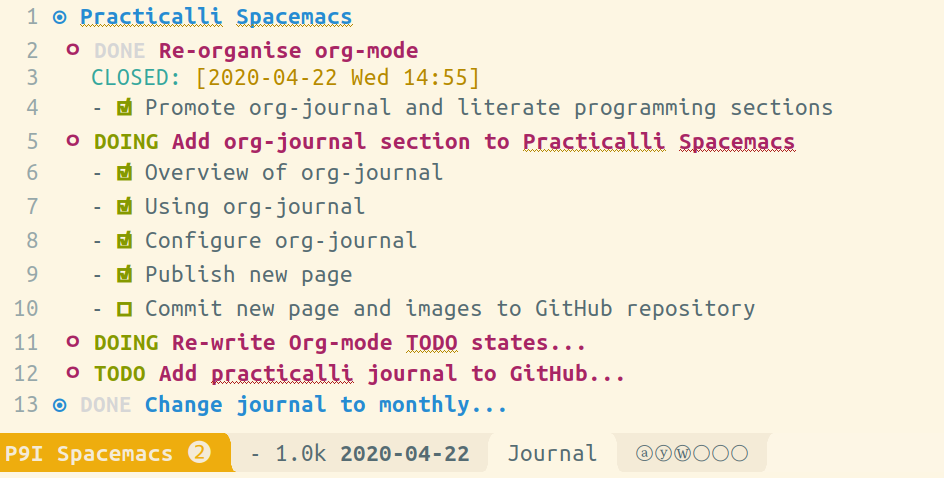 1 Practicalli Spacemacs
2 DONE Re-organise org-mode
3 CLOSED: [2020-04-22 Wed 14:55]
4 - Promote org-journal and literate programming sections
5 DOING Add org-journal section to Practicalli Spacemacs
6 - Overview of org-journal
7 - Using org-journal
8 - Configure org-journal
9 - Publish new page
10 - Commit new page and images to GitHub repository
11 DOING Re-write Org-mode TODO states...
12 TODO Add practicalli journal to GitHub...
13 DONE Change journal to monthly...
P9I Spacemacs ❷ - 1.0k 2020-04-22 Journal ⓐⓨⓦ○○○